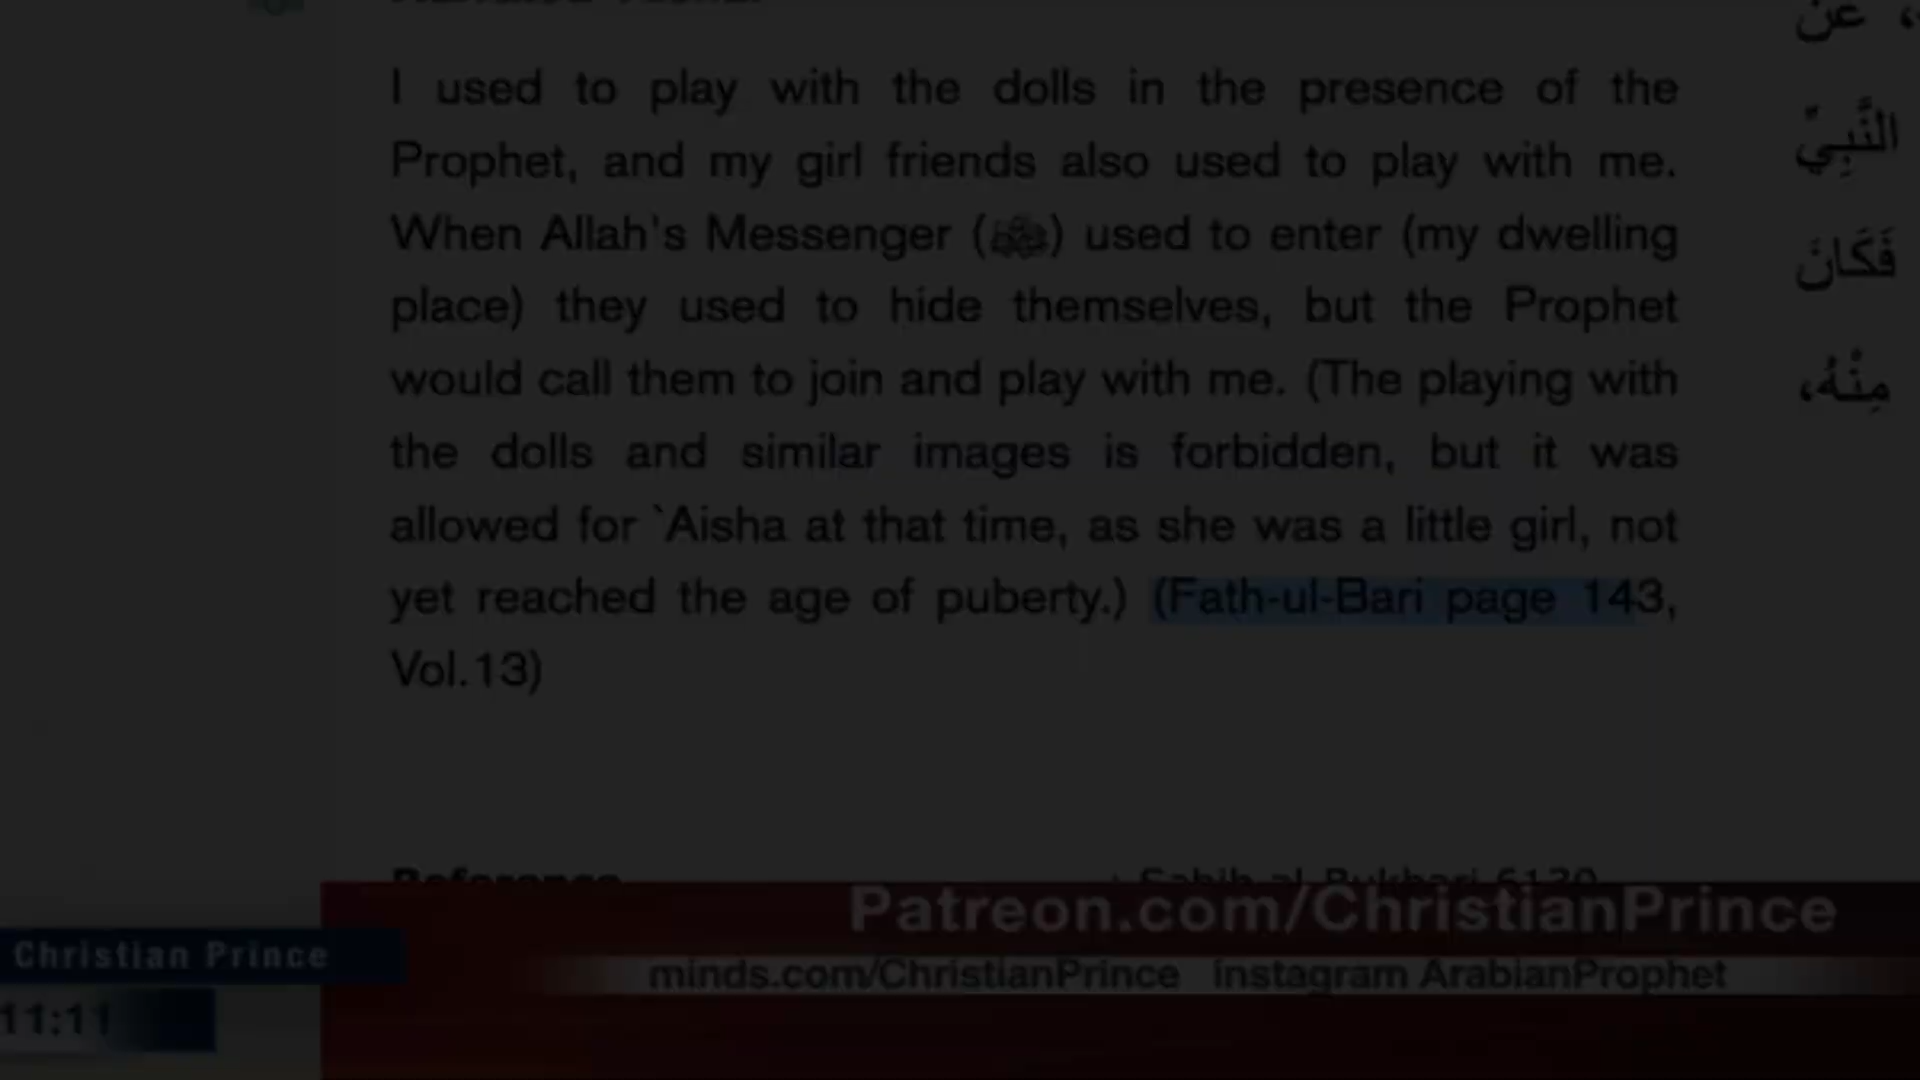 I used to play with the dolls in the presence of the
Prophet, and my girl friends also used to play with me.
When Allah's Messenger (ﷺ) used to enter (my dwelling
place) they used to hide themselves, but the Prophet
would call them to join and play with me. (The playing with
the dolls and similar images is forbidden, but it was
allowed for `Aisha at that time, as she was a little girl, not
yet reached the age of puberty.) (Fath-ul-Bari page 143,
Vol.13)
، عَنْ
النَّبِيِّ
فَكَانَ
مِنْهُ،
Reference : Sahih al-Bukhari 6130
Patreon.com/ChristianPrince
Christian Prince
minds.com/ChristianPrince instagram ArabianProphet
11:11